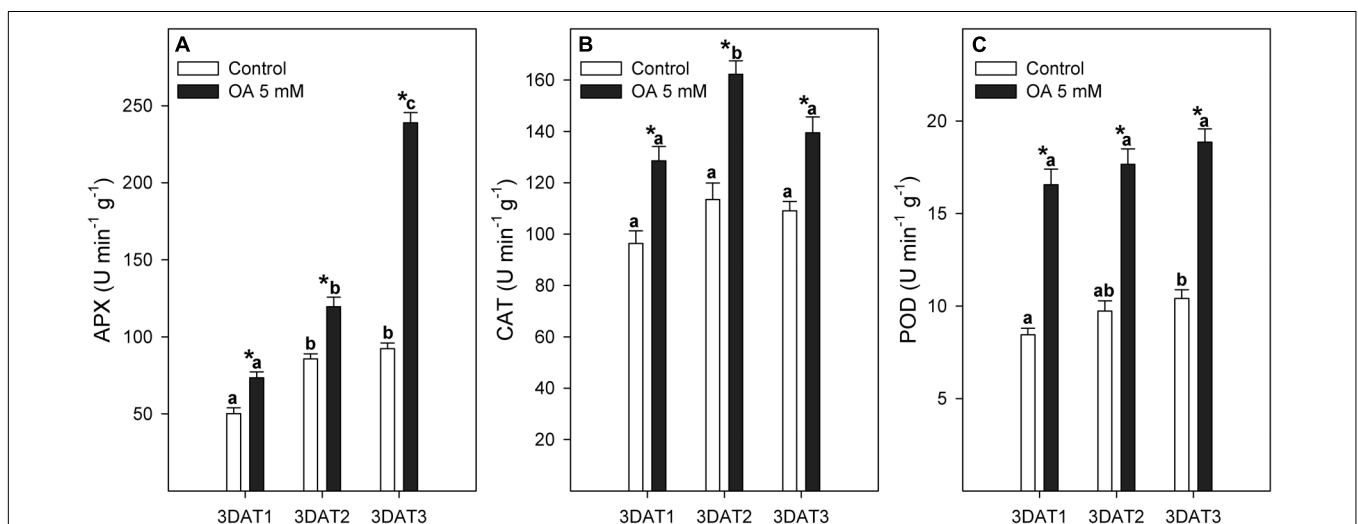 A
Control
OA 5 mM
APX (U min⁻¹ g⁻¹)
250
200
150
100
50
a
*a
b
*b
b
*c
3DAT1 3DAT2 3DAT3
B
Control
OA 5 mM
CAT (U min⁻¹ g⁻¹)
160
140
120
100
80
60
40
20
a
*a
a
*b
a
*a
3DAT1 3DAT2 3DAT3
C
Control
OA 5 mM
POD (U min⁻¹ g⁻¹)
20
15
10
5
a
*a
ab
*a
b
*a
3DAT1 3DAT2 3DAT3